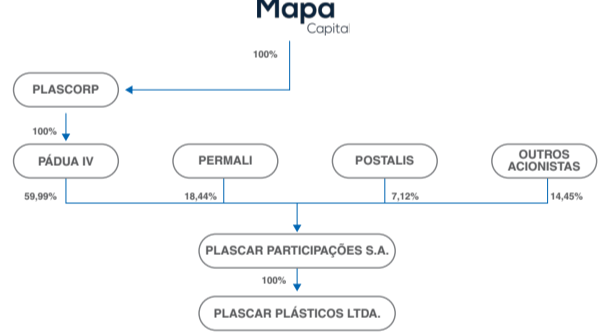 Mapa
Capital
100%
PLASCORP
100%
PÁDUA IV
PERMALI
POSTALIS
OUTROS
ACIONISTAS
59,99%
18,44%
7,12%
14,45%
PLASCAR PARTICIPAÇÕES S.A.
100%
PLASCAR PLÁSTICOS LTDA.